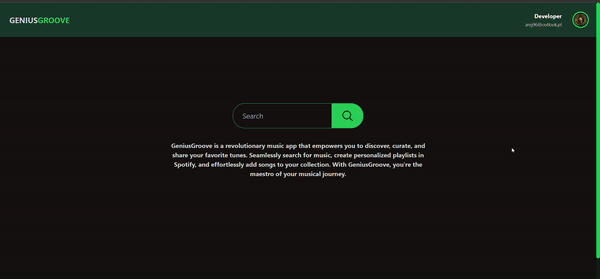 GENIUSGROOVE
Developer
Search
GeniusGroove is a revolutionary music app that empowers you to discover, curate, and
share your favorite tunes. Seamlessly search for music, create personalized playlists in
Spotify, and effortlessly add songs to your collection. With GeniusGroove, you're the
maestro of your musical journey.